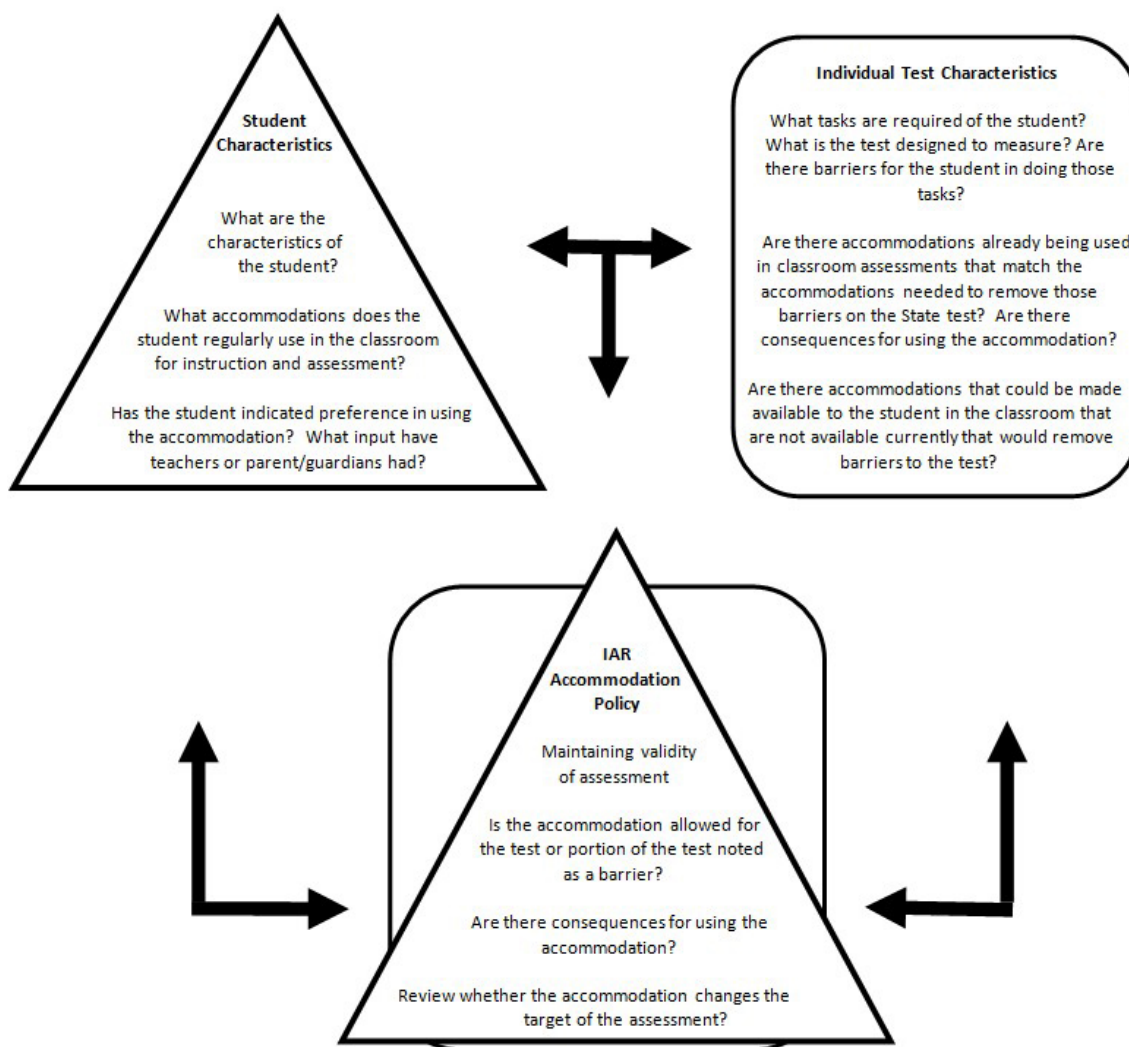 Student
Characteristics
What are the
characteristics of
the student?
What accommodations does the
student regularly use in the classroom
for instruction and assessment?
Has the student indicated preference in using
the accommodation? What input have
teachers or parent/guardians had?
Individual Test Characteristics
What tasks are required of the student?
What is the test designed to measure? Are
there barriers for the student in doing those
tasks?
Are there accommodations already being used
in classroom assessments that match the
accommodations needed to remove those
barriers on the State test? Are there
consequences for using the accommodation?
Are there accommodations that could be made
available to the student in the classroom that
are not available currently that would remove
barriers to the test?
IAR
Accommodation
Policy
Maintaining validity
of assessment
Is the accommodation allowed for
the test or portion of the test noted
as a barrier?
Are there consequences for using the
accommodation?
Review whether the accommodation changes the
target of the assessment?